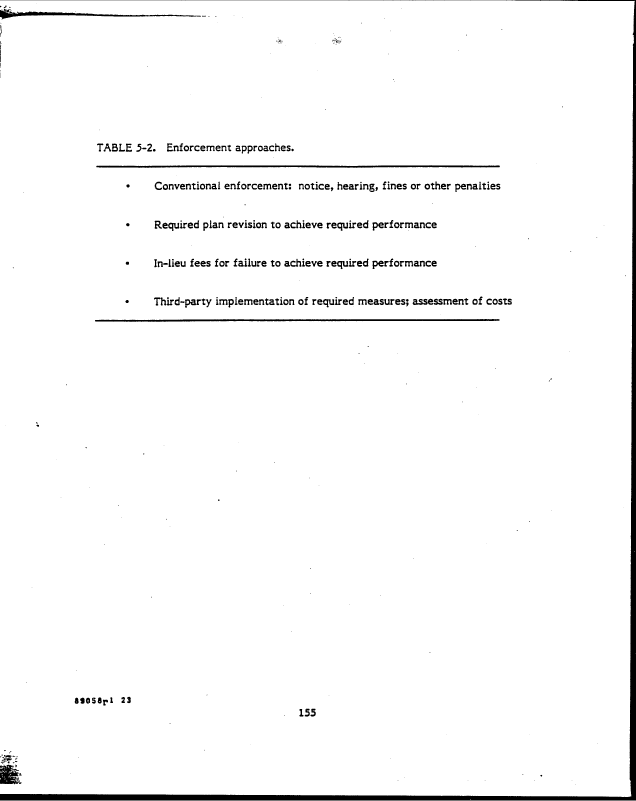 TABLE 5-2. Enforcement approaches.
• Conventional enforcement: notice, hearing, fines or other penalties
• Required plan revision to achieve required performance
• In-lieu fees for failure to achieve required performance
• Third-party implementation of required measures; assessment of costs
89058r1 23
155